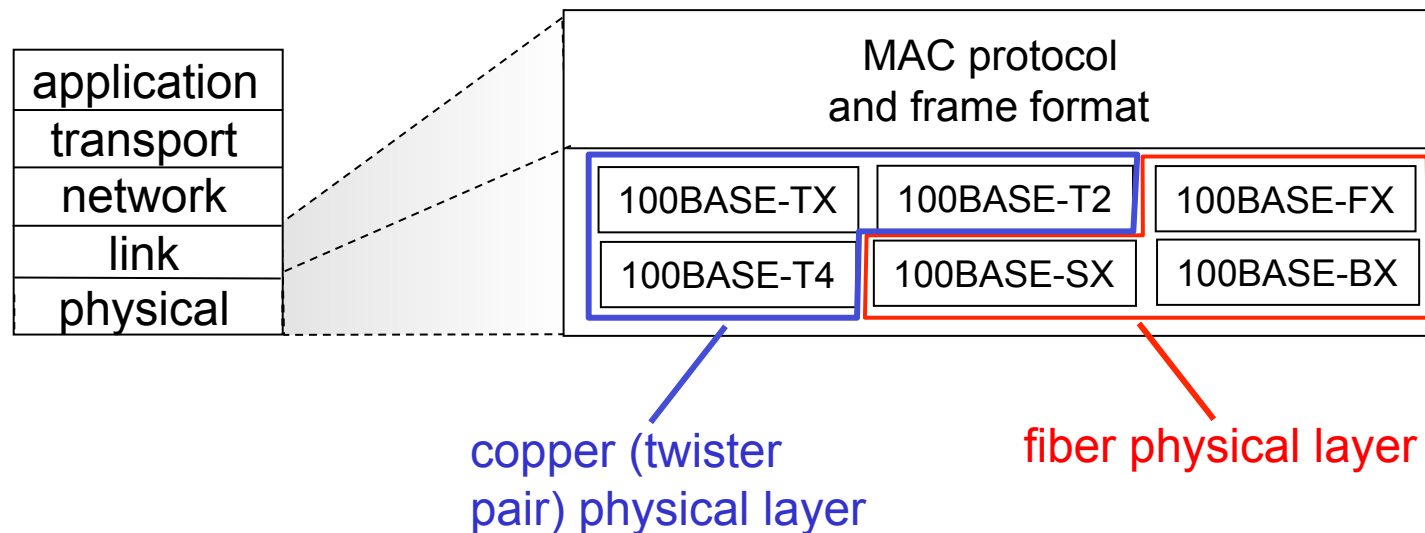 application
transport
network
link
physical
MAC protocol
and frame format
100BASE-TX
100BASE-T2
100BASE-FX
100BASE-T4
100BASE-SX
100BASE-BX
copper (twister
pair) physical layer
fiber physical layer